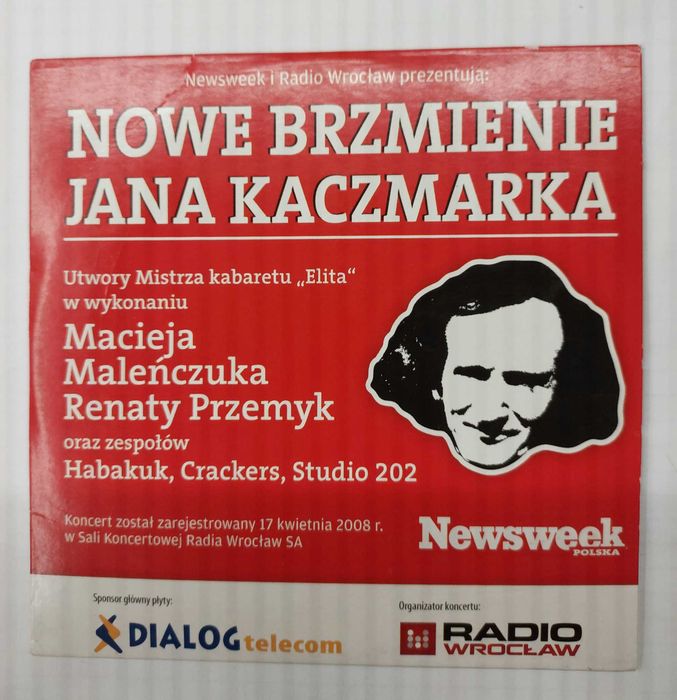 Newsweek i Radio Wrocław prezentują:
NOWE BRZMIENIE
JANA KACZMARKA
Utwory Mistrza kabaretu „Elita“
w wykonaniu
Macieja
Maleńczuka
Renaty Przemyk
oraz zespołów
Habakuk, Crackers, Studio 202
Koncert został zarejestrowany 17 kwietnia 2008 r.
w Sali Koncertowej Radia Wrocław SA
Newsweek
POLSKA
Sponsor główny płyty:
DIALOG telecom
Organizator koncertu:
RADIO
WROCŁAW